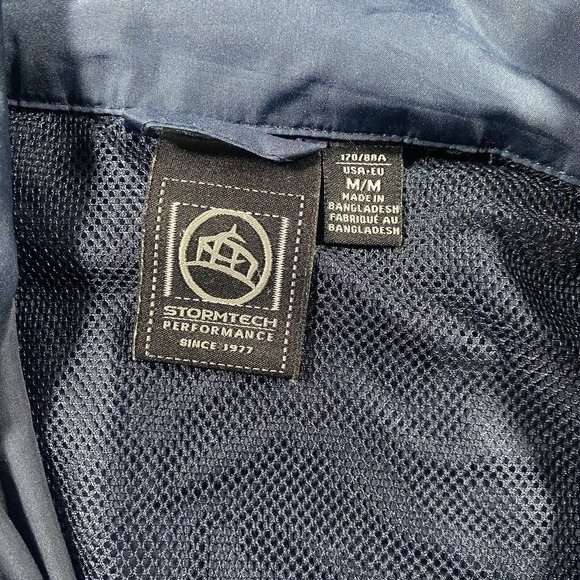 STORMTECH
PERFORMANCE
SINCE 1977
170/88A
USA•EU
M/M
MADE IN
BANGLADESH
FABRIQUÉ AU
BANGLADESH